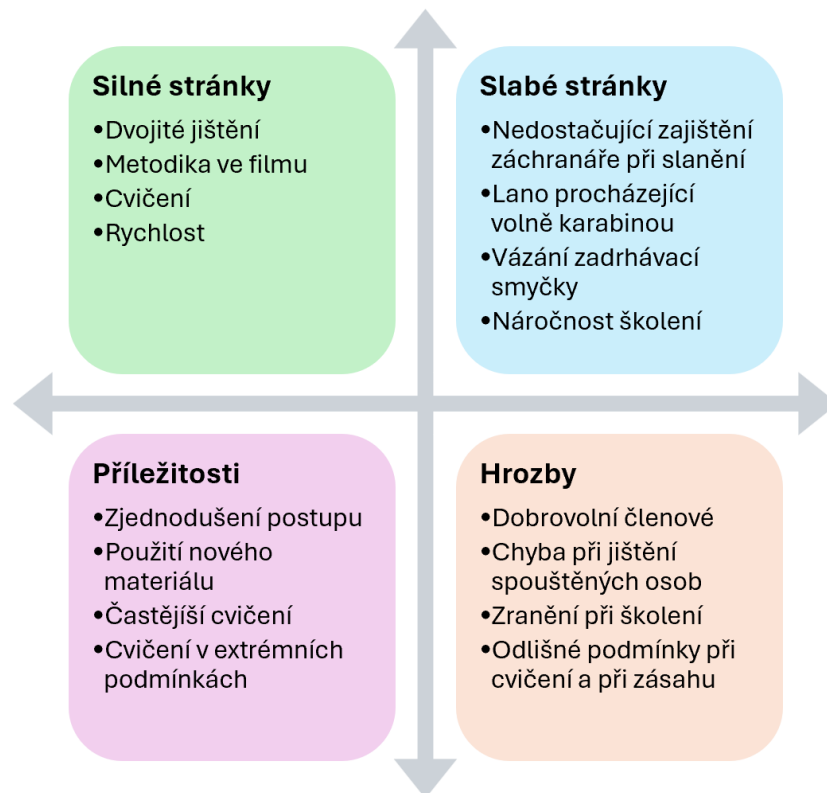 Silné stránky
•Dvojité jištění
•Metodika ve filmu
•Cvičení
•Rychlost
Slabé stránky
•Nedostačující zajištění
záchranáře při slanění
•Lano procházející
volně karabinou
•Vázání zadrhávací
smyčky
•Náročnost školení
Příležitosti
•Zjednodušení postupu
•Použití nového
materiálu
•Častější cvičení
•Cvičení v extrémních
podmínkách
Hrozby
•Dobrovolní členové
•Chyba při jištění
spouštěných osob
•Zranění při školení
•Odlišné podmínky při
cvičení a při zásahu